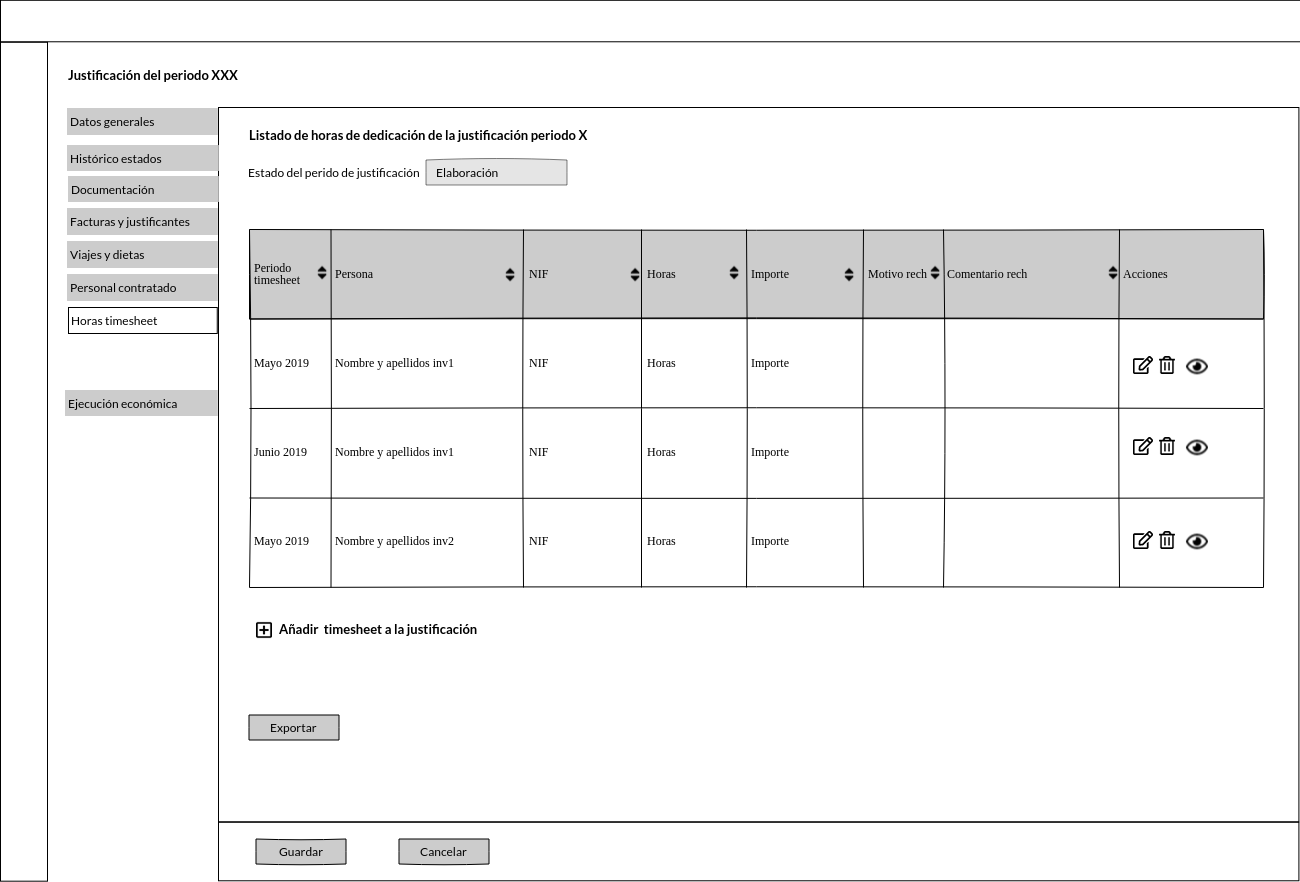 Justificación del periodo XXX
Datos generales
Histórico estados
Documentación
Facturas y justificantes
Viajes y dietas
Personal contratado
Horas timesheet
Ejecución económica
Listado de horas de dedicación de la justificación periodo X
Estado del perido de justificación Elaboración
Periodo
timesheet
Persona NIF Horas Importe Motivo rech Comentario rech Acciones
Mayo 2019 Nombre y apellidos inv1 NIF Horas Importe
Junio 2019 Nombre y apellidos inv1 NIF Horas Importe
Mayo 2019 Nombre y apellidos inv2 NIF Horas Importe
Añadir timesheet a la justificación
Exportar
Guardar Cancelar